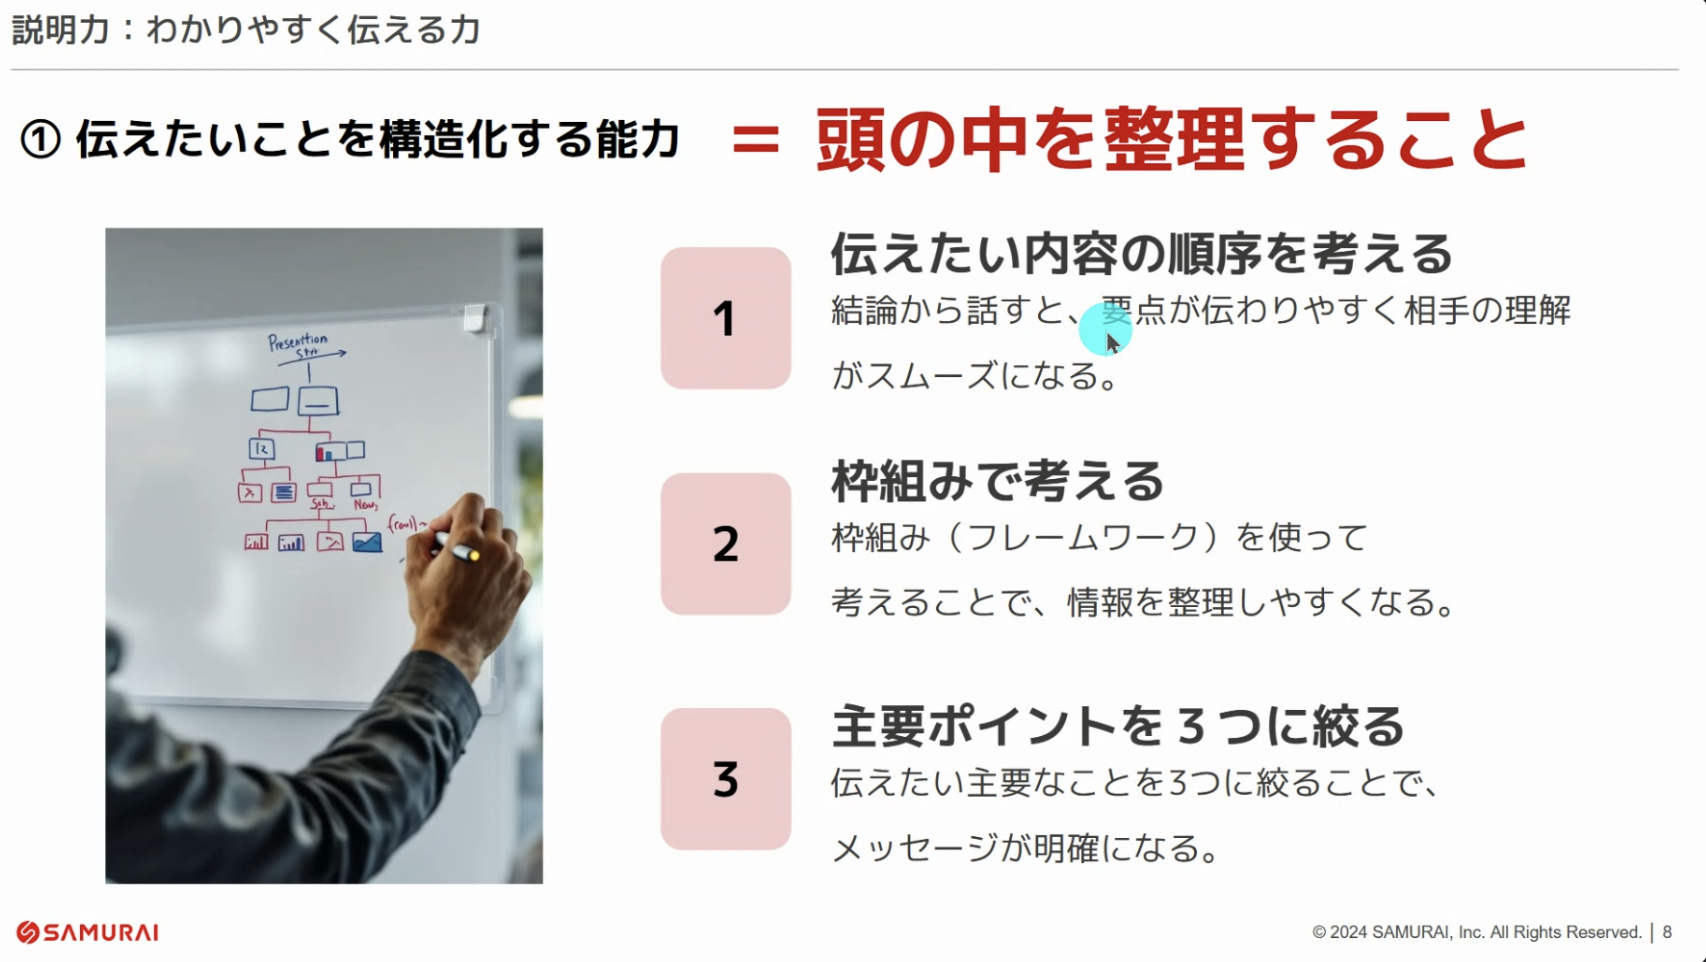 説明力：わかりやすく伝える力
① 伝えたいことを構造化する能力 ＝ 頭の中を整理すること
1
伝えたい内容の順序を考える
結論から話すと、要点が伝わりやすく相手の理解
がスムーズになる。
2
枠組みで考える
枠組み（フレームワーク）を使って
考えることで、情報を整理しやすくなる。
3
主要ポイントを３つに絞る
伝えたい主要なことを3つに絞ることで、
メッセージが明確になる。
SAMURAI
© 2024 SAMURAI, Inc. All Rights Reserved. | 8